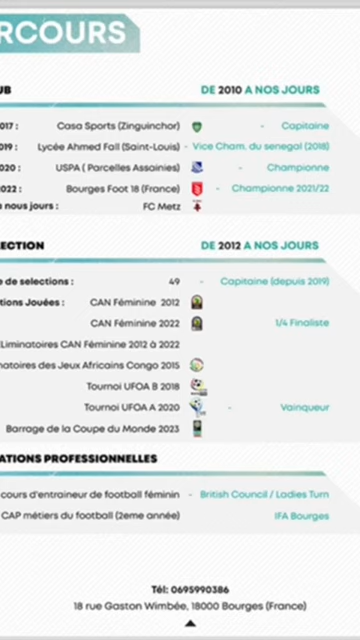 RCOURS
UB DE 2010 A NOS JOURS
017 : Casa Sports (Zinguinchor) - Capitaine
019 : Lycée Ahmed Fall (Saint-Louis) - Vice Cham. du senegal (2018)
020 : USPA ( Parcelles Assainies) - Championne
022 : Bourges Foot 18 (France) - Championne 2021/22
nous jours : FC Metz
ECTION DE 2012 A NOS JOURS
e de selections : 49 - Capitaine (depuis 2019)
tions Jouées : CAN Féminine 2012
CAN Féminine 2022 1/4 Finaliste
Liminatoires CAN Féminine 2012 à 2022
natoires des Jeux Africains Congo 2015
Tournoi UFOA B 2018
Tournoi UFOA A 2020 - Vainqueur
Barrage de la Coupe du Monde 2023
ATIONS PROFESSIONNELLES
cours d'entraineur de football féminin - British Council / Ladies Turn
CAP métiers du football (2eme année) IFA Bourges
Tél: 0695990386
18 rue Gaston Wimbée, 18000 Bourges (France)